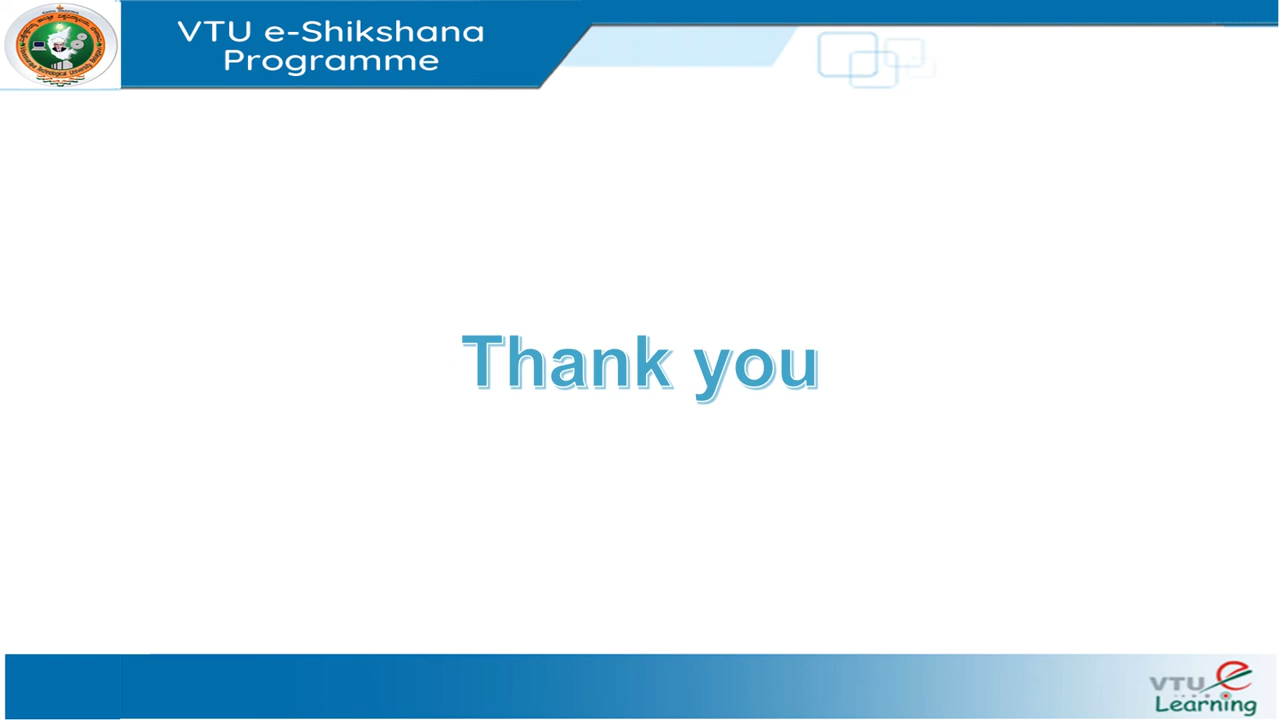 VTU e-Shikshana
Programme
Thank you
VTU e
Learning